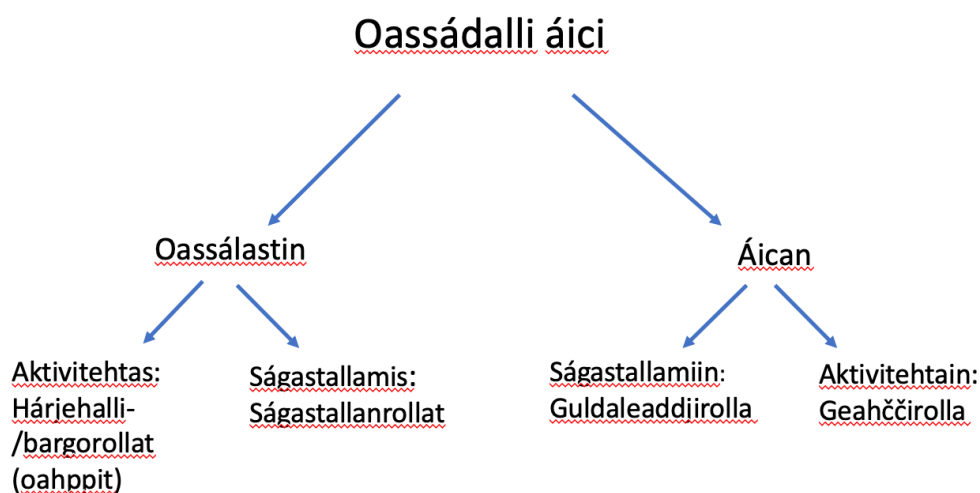 Oassádalli áici
Oassálastin
Áican
Aktivitehtas:
Hárjehalli-
/bargorollat
(oahppit)
Ságastallamis:
Ságastallanrollat
Ságastallamiin:
Guldaleaddjirolla
Aktivitehtain:
Geahččirolla